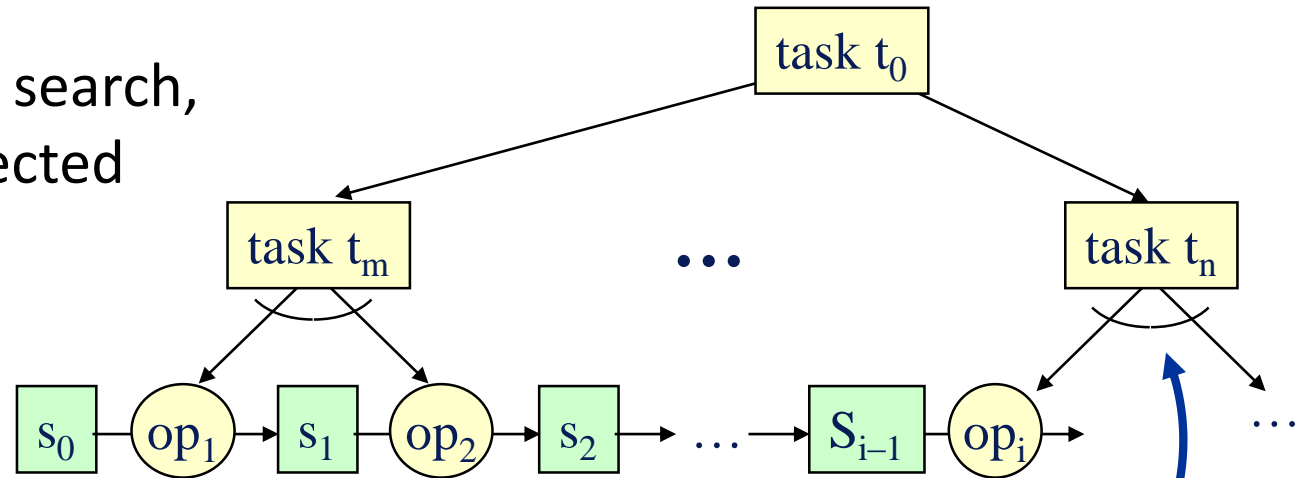 search,
ected
task t₀
task tₘ … task tₙ
s₀ op₁ s₁ op₂ s₂ … Sᵢ₋₁ opᵢ …